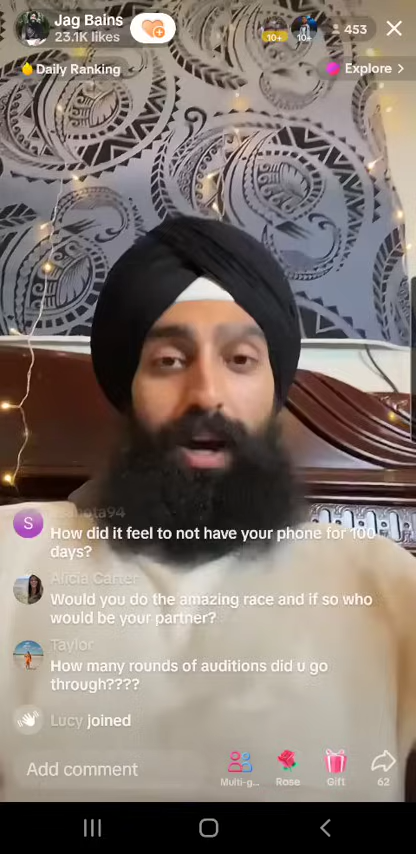 Jag Bains
23.1K likes
10+
10+
453
Daily Ranking
Explore >
How did it feel to not have your phone for 100
days?
S
Alicia Carter
Would you do the amazing race and if so who
would be your partner?
Taylor
How many rounds of auditions did u go
through????
Lucy joined
Add comment
Multi-g...
Rose
Gift
62